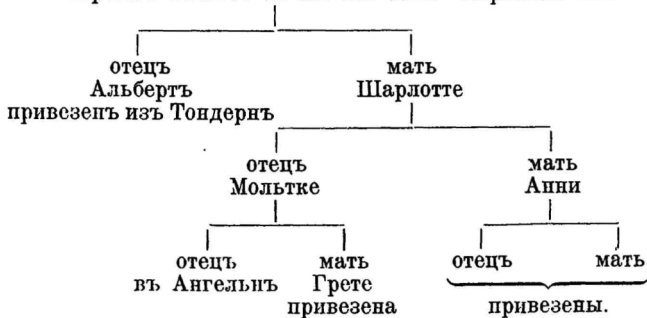 отецъ мать
Альбертъ Шарлотте
привезенъ изъ Тондернъ
отецъ мать
Мольтке Анни
отецъ мать отецъ мать
въ Ангельнъ Грете
привезена привезены.